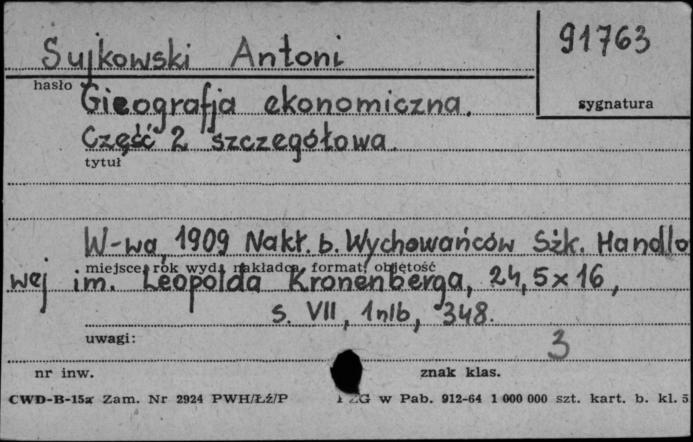 Sujkowski Antoni
91763
hasło
sygnatura
Gieografja ekonomiczna.
Część 2 szczegółowa.
tytuł
W-wa, 1909 Nakł. b. Wychowańców Szk. Handlo
miejsce, rok wyd., nakładca, format, objętość
wej im. Leopolda Kronenberga, 24,5x16,
s. VII, 1nlb, 348.
uwagi:
3
nr inw.
znak klas.
CWD-B-15a Zam. Nr 2924 PWH/Łź/P
ZG w Pab. 912-64 1 000 000 szt. kart. b. kl. 5